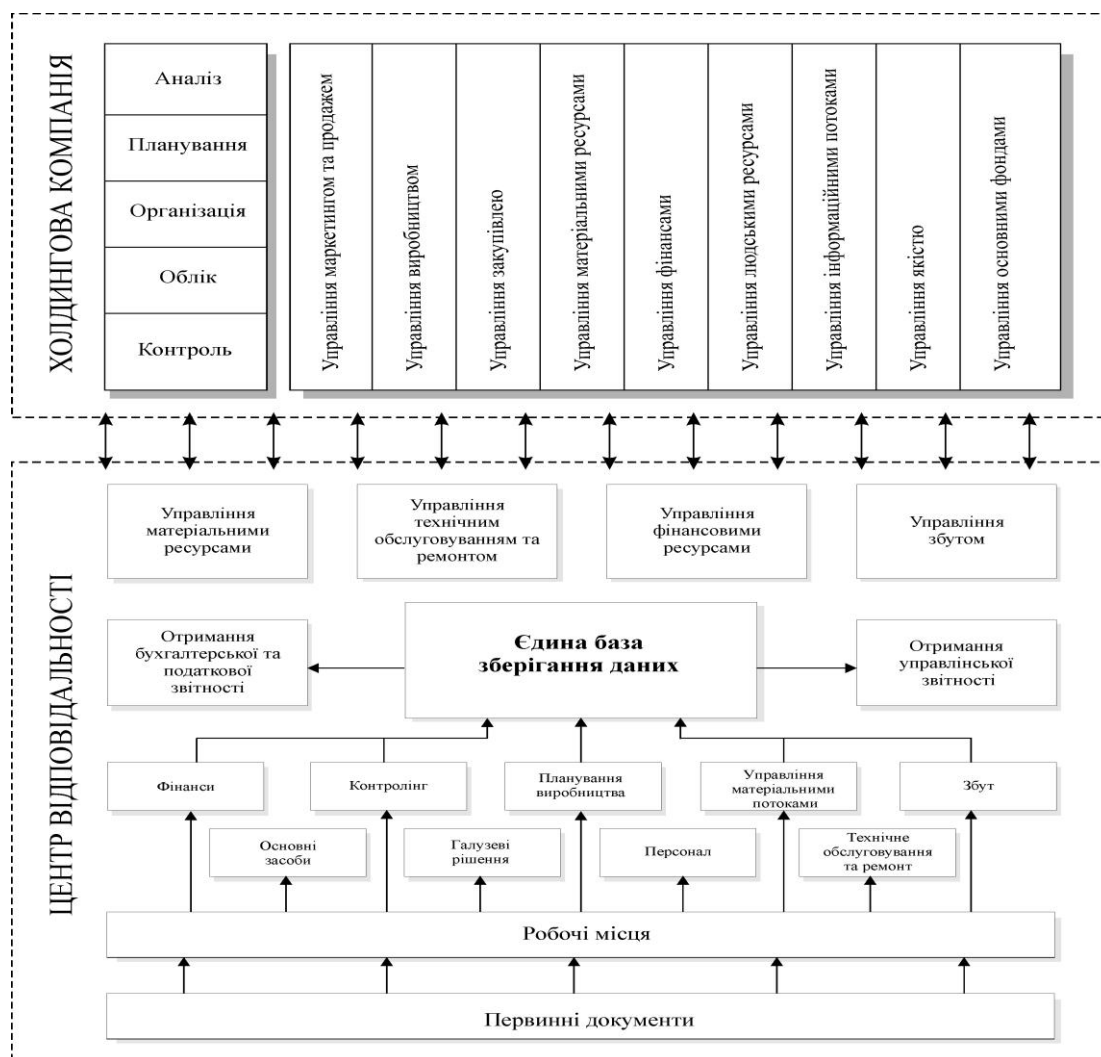 ХОЛДИНГОВА КОМПАНІЯ
Аналіз
Планування
Організація
Облік
Контроль
Управління маркетингом та продажем
Управління виробництвом
Управління закупівлею
Управління матеріальними ресурсами
Управління фінансами
Управління людськими ресурсами
Управління інформаційними потоками
Управління якістю
Управління основними фондами
ЦЕНТР ВІДПОВІДАЛЬНОСТІ
Управління
матеріальними
ресурсами
Управління
технічним
обслуговуванням та
ремонтом
Управління
фінансовими
ресурсами
Управління
збутом
Отримання
бухгалтерської та
податкової
звітності
Єдина база
зберігання даних
Отримання
управлінської
звітності
Фінанси
Контролінг
Планування
виробництва
Управління
матеріальними
потоками
Збут
Основні
засоби
Галузеві
рішення
Персонал
Технічне
обслуговування
та ремонт
Робочі місця
Первинні документи